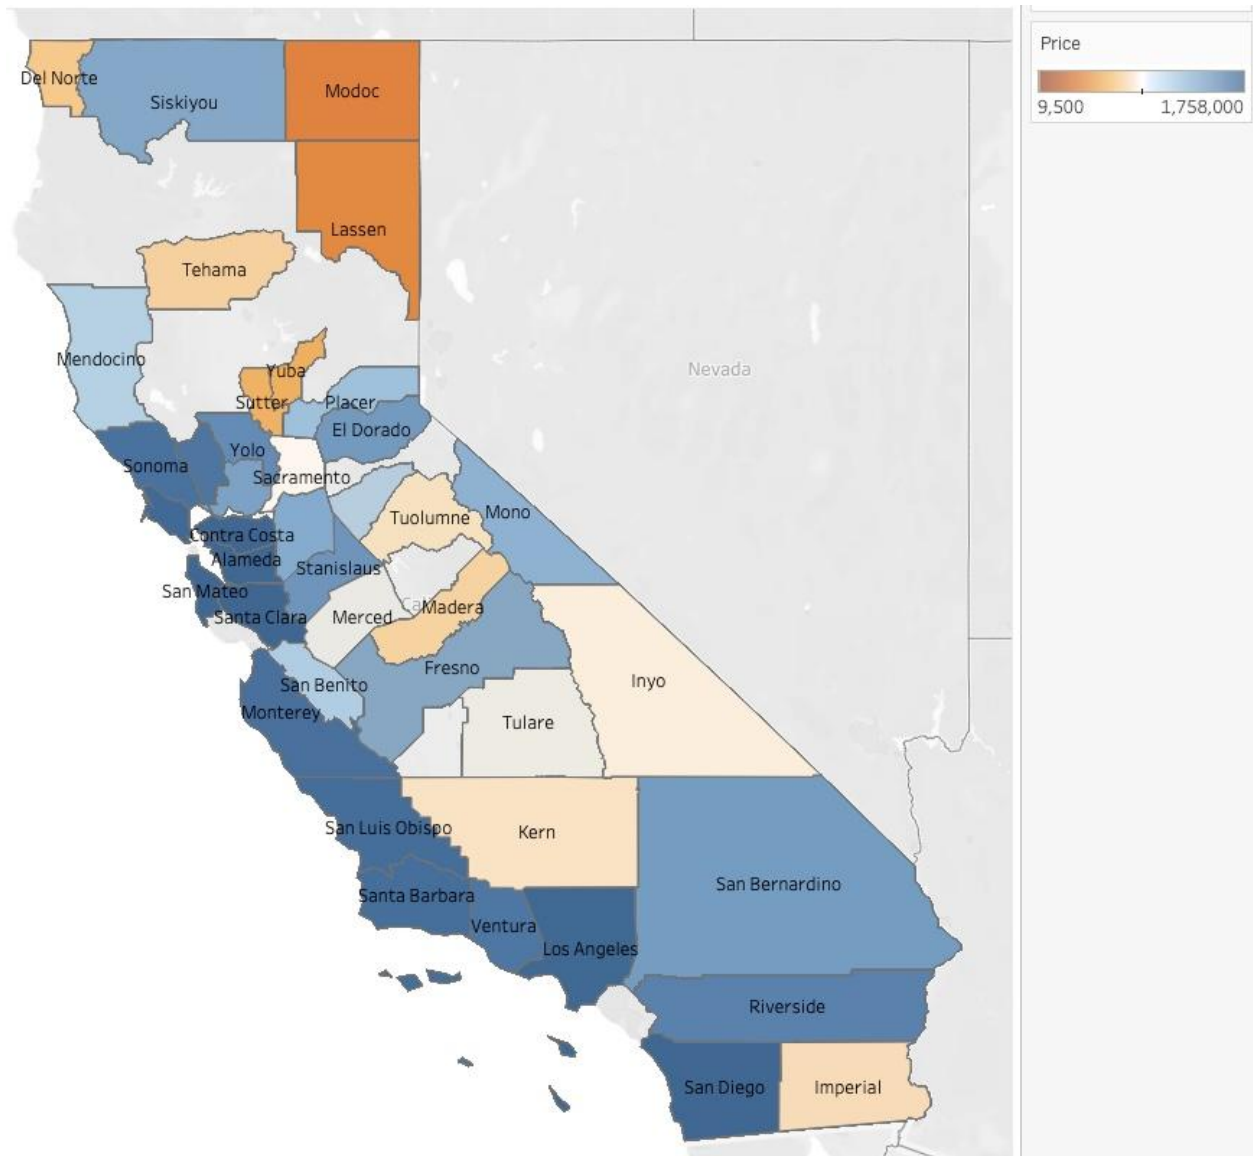 Price
9,500 1,758,000
Del Norte
Siskiyou
Modoc
Lassen
Tehama
Mendocino
Yuba
Sutter
Placer
El Dorado
Nevada
Yolo
Sonoma
Sacramento
Mono
Tuolumne
Contra Costa
Alameda
Stanislaus
San Mateo
Santa Clara
Merced
Madera
Fresno
San Benito
Monterey
Inyo
Tulare
San Luis Obispo
Kern
San Bernardino
Santa Barbara
Ventura
Los Angeles
Riverside
San Diego
Imperial